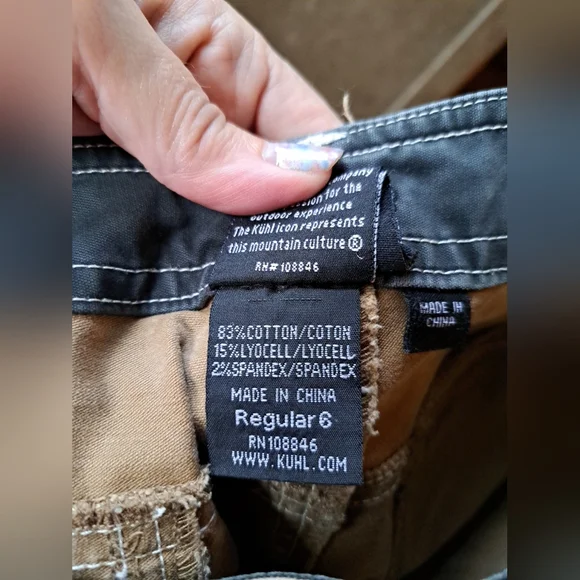 company
for the
outdoor experience
The Kühl icon represents
this mountain culture ®
RN#108846
83%COTTON/COTON
15%LYOCELL/LYOCELL
2%SPANDEX/SPANDEX
MADE IN CHINA
Regular 6
RN108846
WWW.KUHL.COM
MADE IN
CHINA